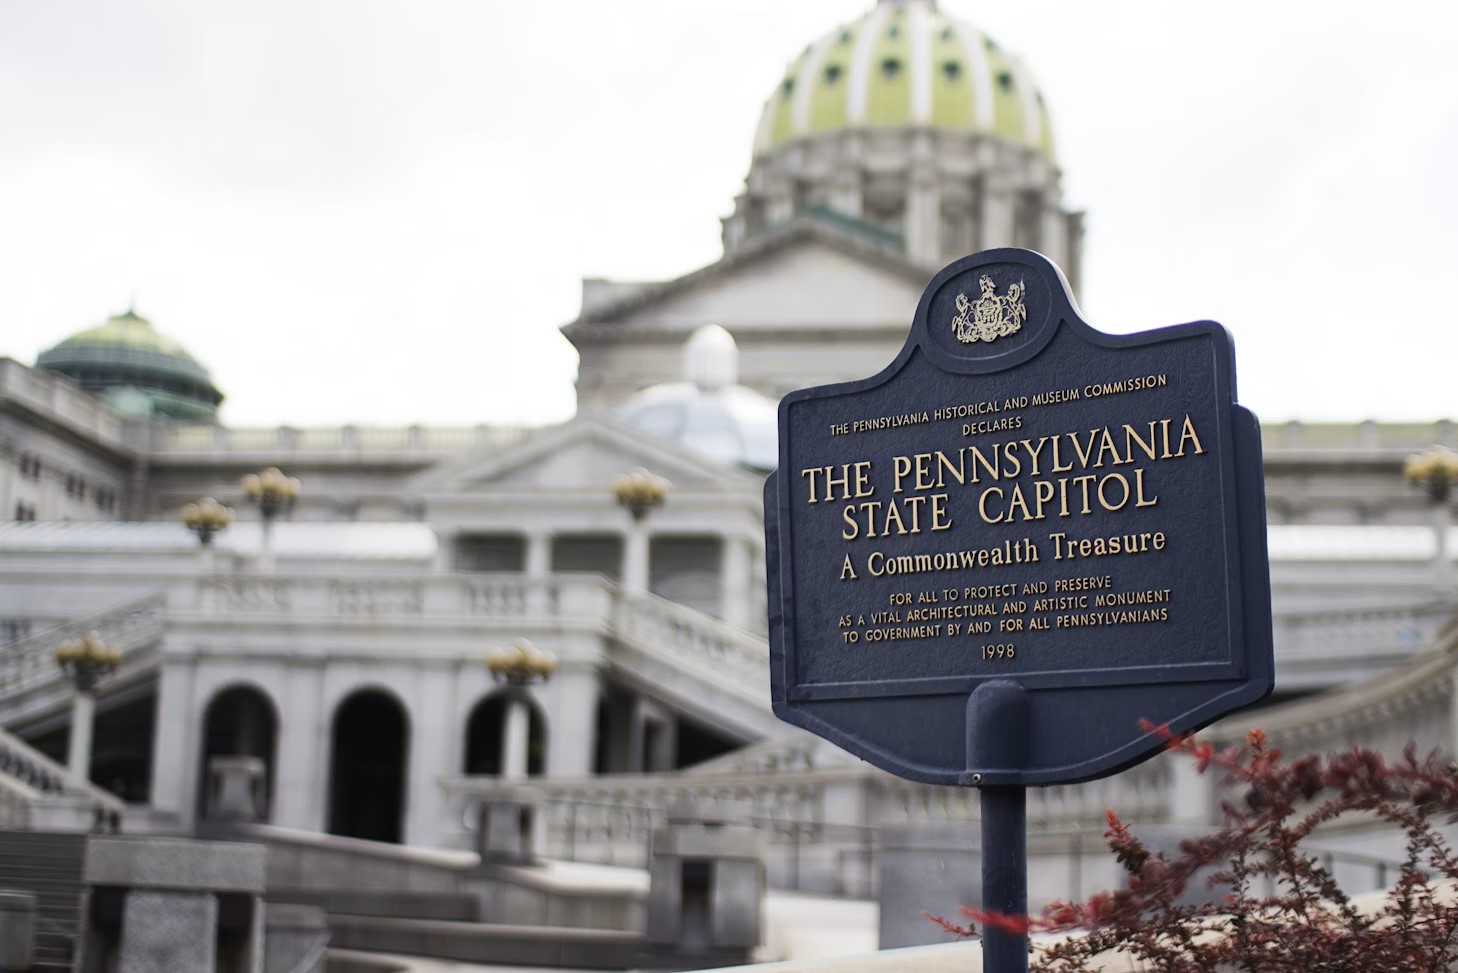 THE PENNSYLVANIA HISTORICAL AND MUSEUM COMMISSION
DECLARES
THE PENNSYLVANIA
STATE CAPITOL
A Commonwealth Treasure
FOR ALL TO PROTECT AND PRESERVE
AS A VITAL ARCHITECTURAL AND ARTISTIC MONUMENT
TO GOVERNMENT BY AND FOR ALL PENNSYLVANIANS
1998